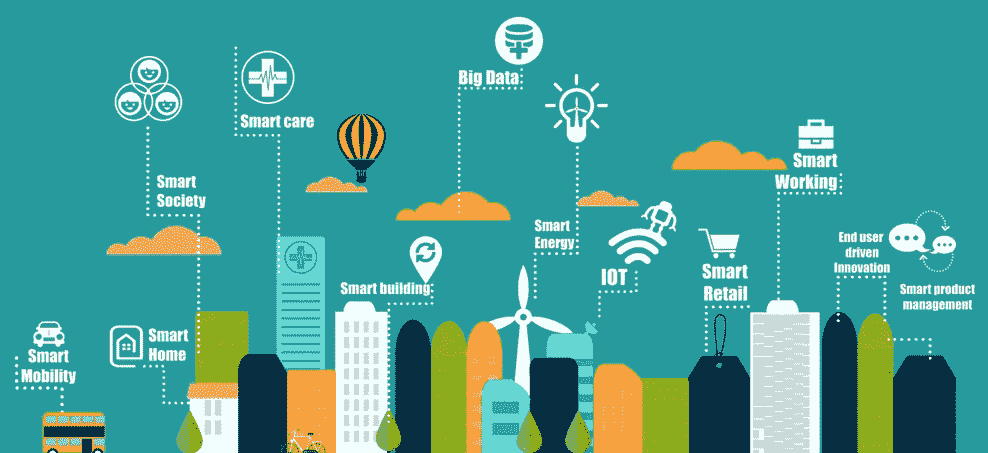 Big Data
Smart care
Smart
Working
Smart
Society
Smart
Energy
End user
driven
Innovation
IOT
Smart
Retail
Smart building
Smart product
management
Smart
Home
Smart
Mobility